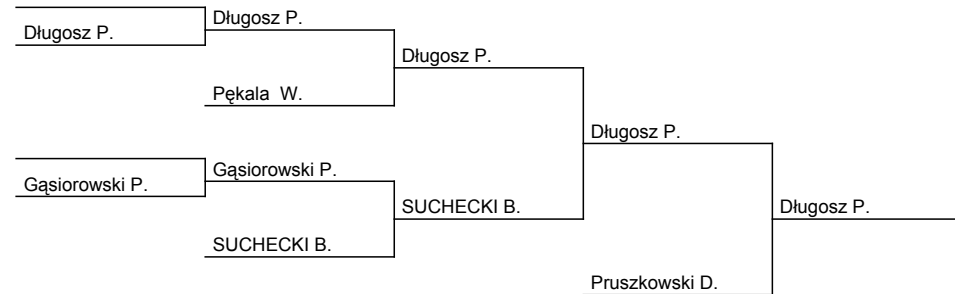 Długosz P.
Długosz P.
Długosz P.
Pękala  W.
Długosz P.
Gąsiorowski P.
Gąsiorowski P.
SUCHECKI B.
Długosz P.
SUCHECKI B.
Pruszkowski D.